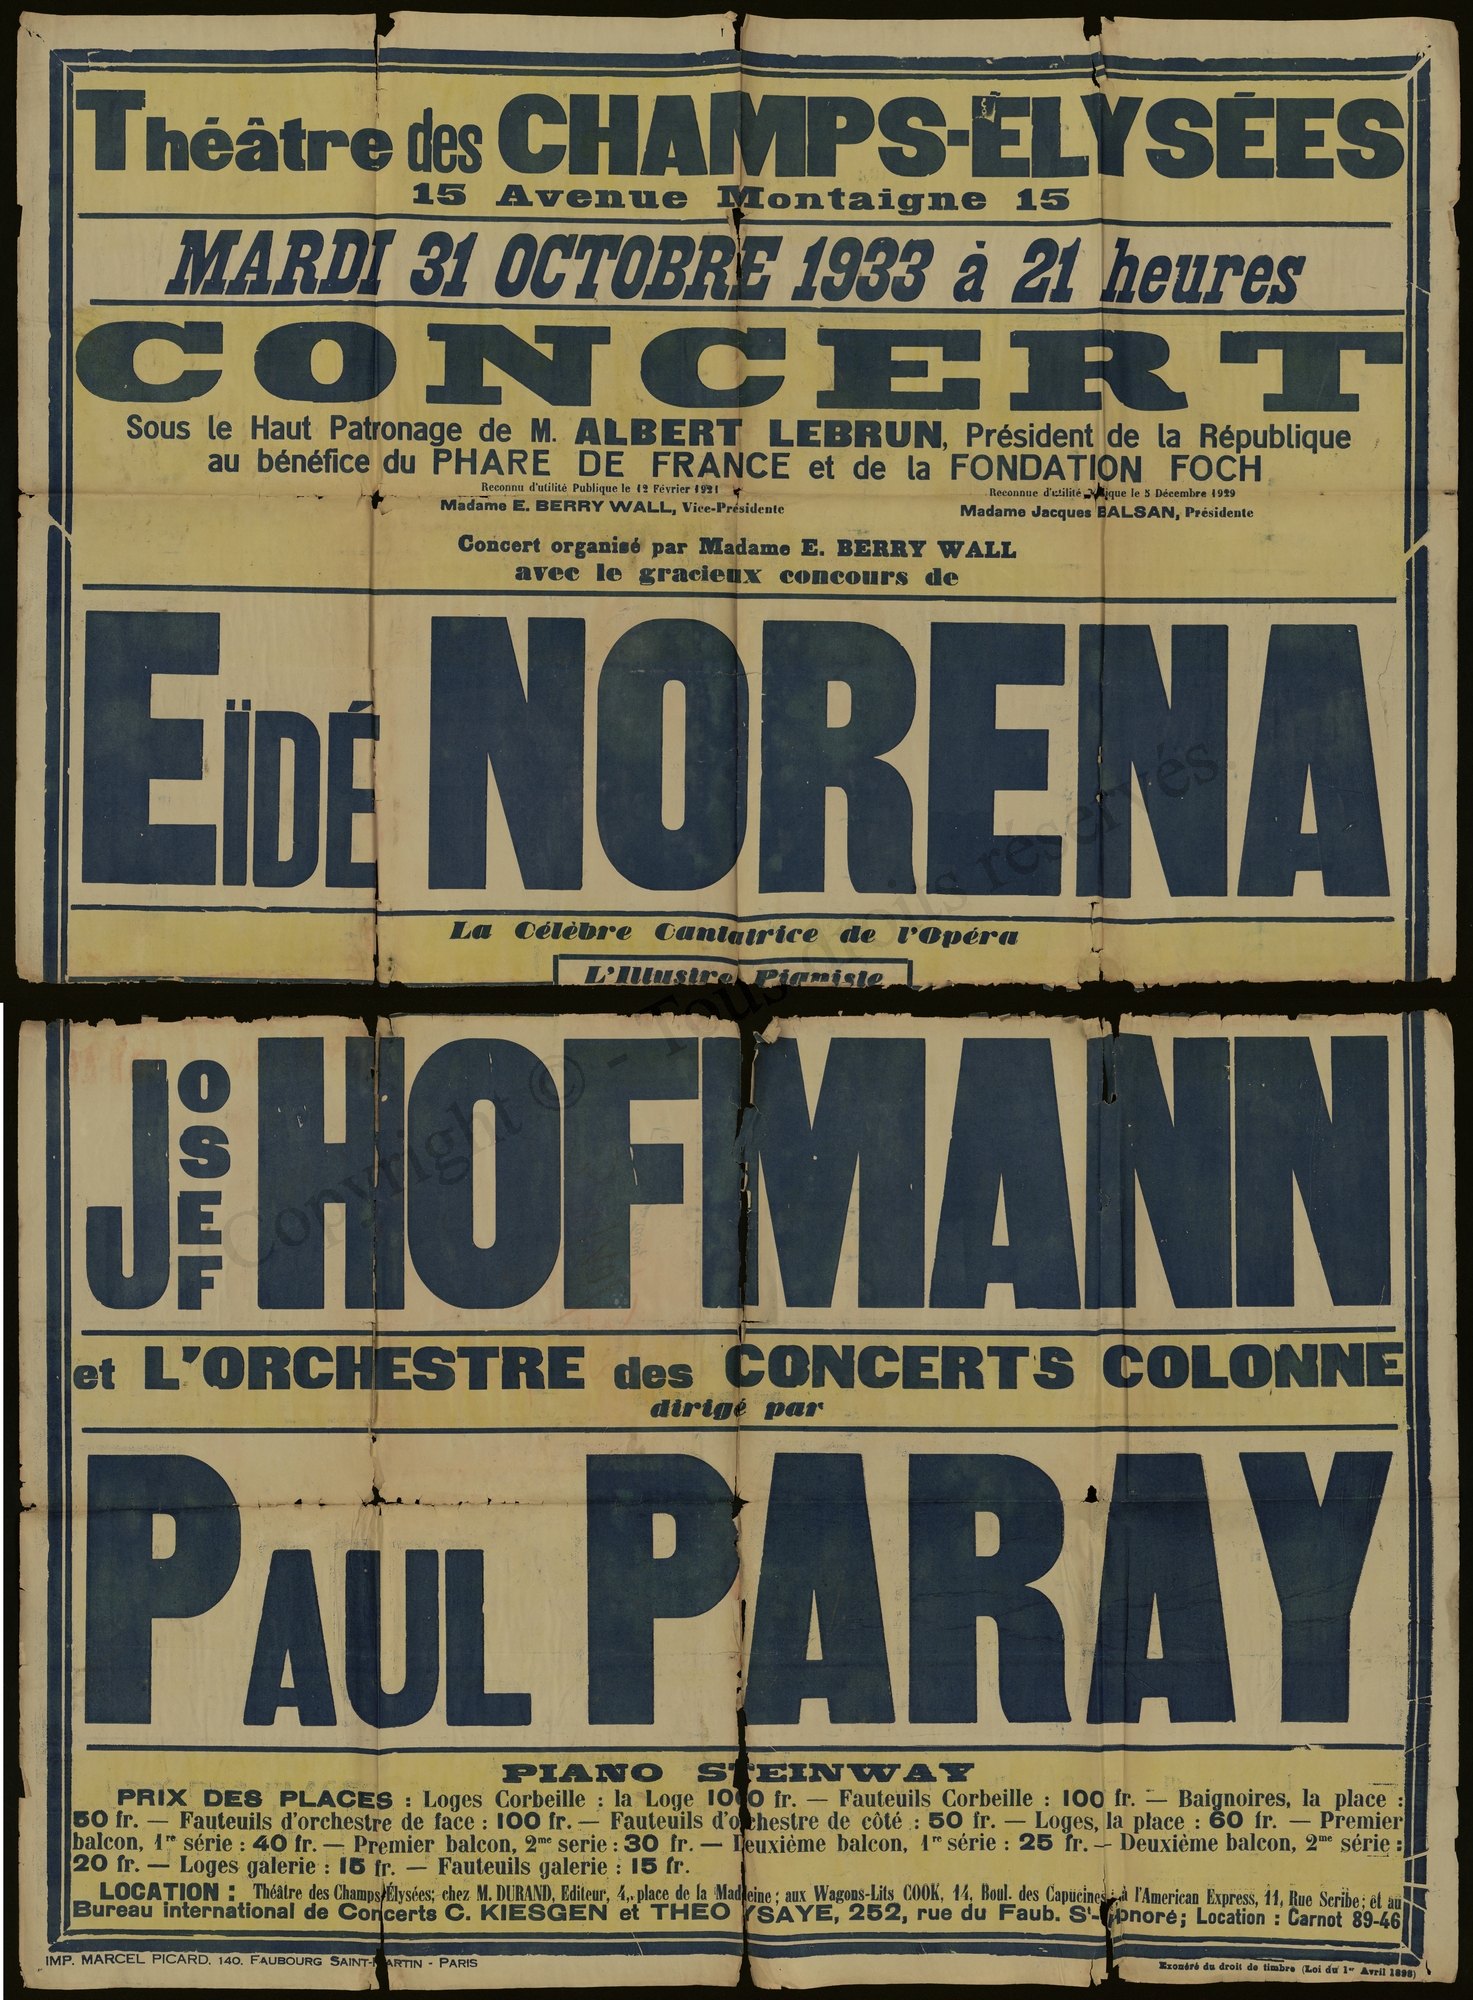 Théâtre des CHAMPS-ÉLYSÉES
15 Avenue Montaigne 15
MARDI 31 OCTOBRE 1933 à 21 heures
CONCERT
Sous le Haut Patronage de M. ALBERT LEBRUN, Président de la République
au bénéfice du PHARE DE FRANCE et de la FONDATION FOCH
Reconnu d'utilité Publique le 12 Février 1921
Reconnue d'utilité Publique le 5 Décembre 1929
Madame E. BERRY WALL, Vice-Présidente
Madame Jacques BALSAN, Présidente
Concert organisé par Madame E. BERRY WALL
avec le gracieux concours de
EÏDÉ NORENA
La Célèbre Cantatrice de l'Opéra
L'Illustre Pianiste
JOSEF HOFMANN
et L'ORCHESTRE des CONCERTS COLONNE
dirigé par
PAUL PARAY
PIANO STEINWAY
PRIX DES PLACES : Loges Corbeille : la Loge 1000 fr. — Fauteuils Corbeille : 100 fr. — Baignoires, la place :
50 fr. — Fauteuils d'orchestre de face : 100 fr. — Fauteuils d'orchestre de côté : 50 fr. — Loges, la place : 60 fr. — Premier
balcon, 1re série : 40 fr. — Premier balcon, 2me serie : 30 fr. — Deuxième balcon, 1re série : 25 fr. — Deuxième balcon, 2me série :
20 fr. — Loges galerie : 15 fr. — Fauteuils galerie : 15 fr.
LOCATION : Théâtre des Champs-Élysées; chez M. DURAND, Editeur, 4, place de la Madeleine ; aux Wagons-Lits COOK, 14, Boul. des Capucines ; à l'American Express, 11, Rue Scribe ; et au
Bureau international de Concerts C. KIESGEN et THEO YSAYE, 252, rue du Faub. St-Honoré; Location : Carnot 89-46
IMP. MARCEL PICARD, 140, FAUBOURG SAINT-MARTIN - PARIS
Exonéré du droit de timbre (Loi du 1er Avril 1898)
Copyright © - Tous droits réservés